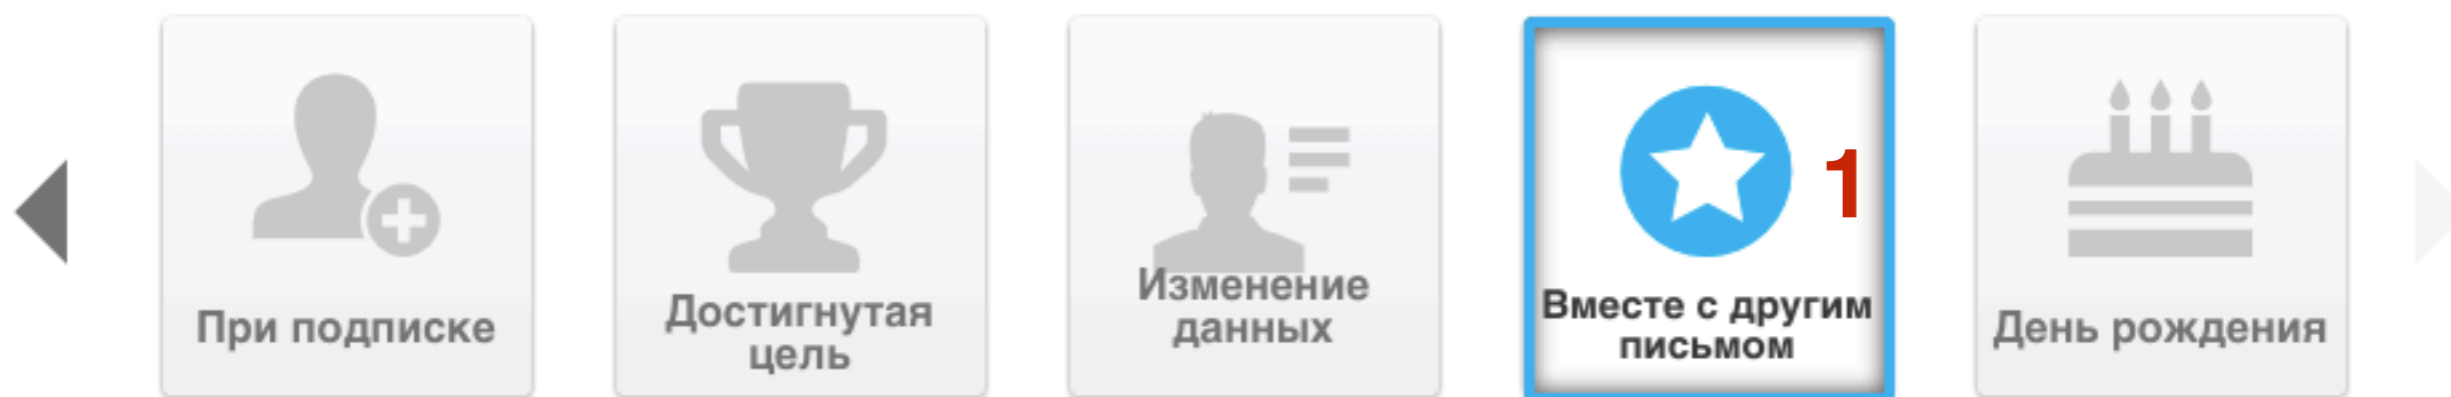 При подписке
Достигнутая
цель
Изменение
данных
1
Вместе с другим
письмом
День рождения